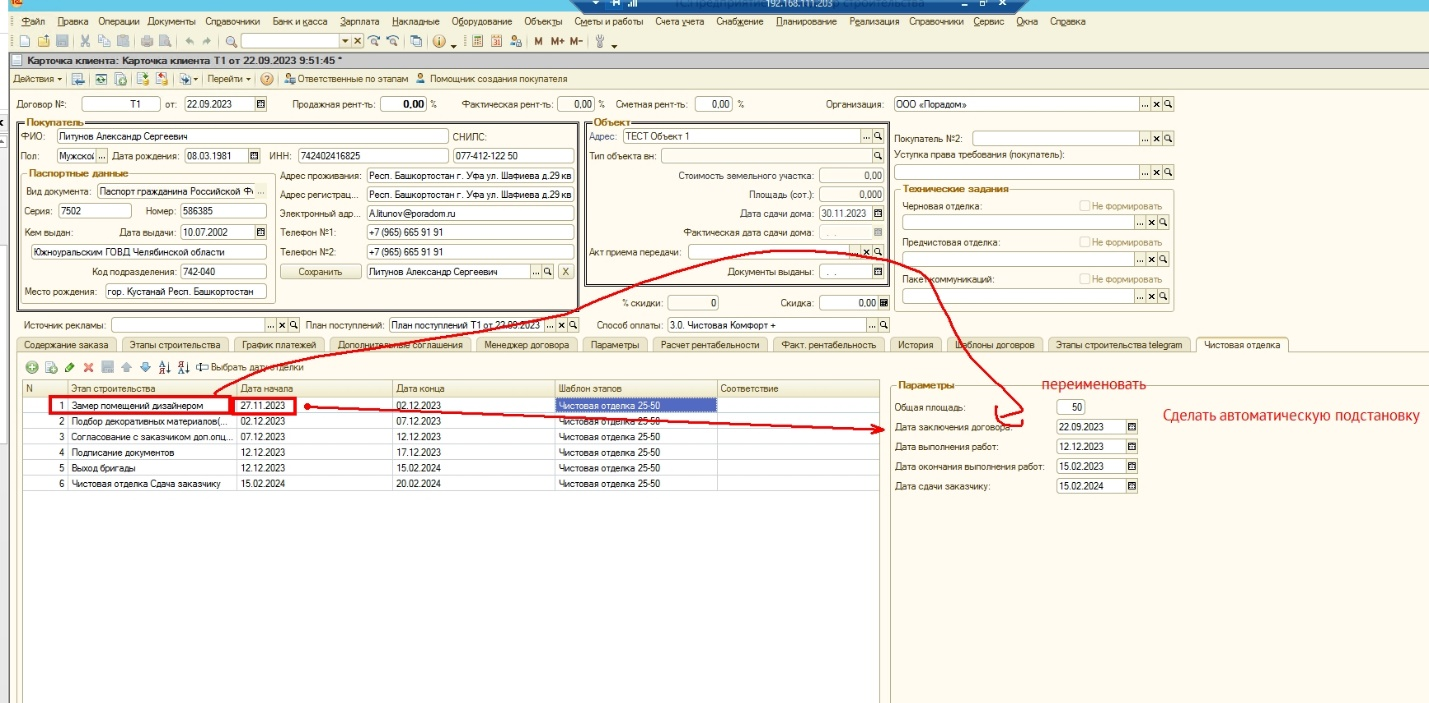 192.168.111.203
Файл Правка Операции Документы Справочники Банк и касса Зарплата Накладные Оборудование Объекты Сметы и работы Счета учета Снабжение Планирование Реализация Справочники Сервис Окна Справка
M M+ M-
Карточка клиента: Карточка клиента Т1 от 22.09.2023 9:51:45 *
Действия Перейти Ответственные по этапам Помощник создания покупателя
Договор №: Т1 от: 22.09.2023 Продажная рент-ть: 0,00 % Фактическая рент-ть: 0,00 % Сметная рент-ть: 0,00 % Организация: ООО «Порадом»
Покупатель
ФИО: Литунов Александр Сергеевич СНИЛС:
Пол: Мужской ... Дата рождения: 08.03.1981 ИНН: 742402416825 077-412-122 50
Паспортные данные
Вид документа: Паспорт гражданина Российской Ф ...
Серия: 7502 Номер: 586385
Кем выдан: Дата выдачи: 10.07.2002
Южноуральским ГОВД Челябинской области
Код подразделения: 742-040
Место рождения: гор. Кустанай Респ. Башкортостан
Адрес проживания: Респ. Башкортостан г. Уфа ул. Шафиева д.29 кв
Адрес регистрац... Респ. Башкортостан г. Уфа ул. Шафиева д.29 кв
Электронный адр... A.litunov@poradom.ru
Телефон №1: +7 (965) 665 91 91
Телефон №2: +7 (965) 665 91 91
Сохранить Литунов Александр Сергеевич ... X
Объект
Адрес: ТЕСТ Объект 1 ...
Тип объекта вн:
Стоимость земельного участка: 0,00
Площадь (сот.): 0,000
Дата сдачи дома: 30.11.2023
Фактическая дата сдачи дома: . .
Акт приема передачи:
Документы выданы: . .
% скидки: 0 Скидка: 0,00
Покупатель №2:
Уступка права требования (покупатель):
Технические задания
Черновая отделка: Не формировать
Предчистовая отделка: Не формировать
Пакет коммуникаций: Не формировать
Источник рекламы: План поступлений: План поступлений Т1 от 22.09.2023 Способ оплаты: 3.0. Чистовая Комфорт +
Содержание заказа Этапы строительства График платежей Дополнительные соглашения Менеджер договора Параметры Расчет рентабельности Факт. рентабельность История Шаблоны договров Этапы строительства telegram Чистовая отделка
Выбрать дату отделки
N Этап строительства Дата начала Дата конца Шаблон этапов Соответствие
1 Замер помещений дизайнером 27.11.2023 02.12.2023 Чистовая отделка 25-50
2 Подбор декоративных материалов(... 02.12.2023 07.12.2023 Чистовая отделка 25-50
3 Согласование с заказчиком доп.опц... 07.12.2023 12.12.2023 Чистовая отделка 25-50
4 Подписание документов 12.12.2023 17.12.2023 Чистовая отделка 25-50
5 Выход бригады 12.12.2023 15.02.2024 Чистовая отделка 25-50
6 Чистовая отделка Сдача заказчику 15.02.2024 20.02.2024 Чистовая отделка 25-50
Параметры
переименовать
Общая площадь: 50
Сделать автоматическую подстановку
Дата заключения договора: 22.09.2023
Дата выполнения работ: 12.12.2023
Дата окончания выполнения работ: 15.02.2023
Дата сдачи заказчику: 15.02.2024